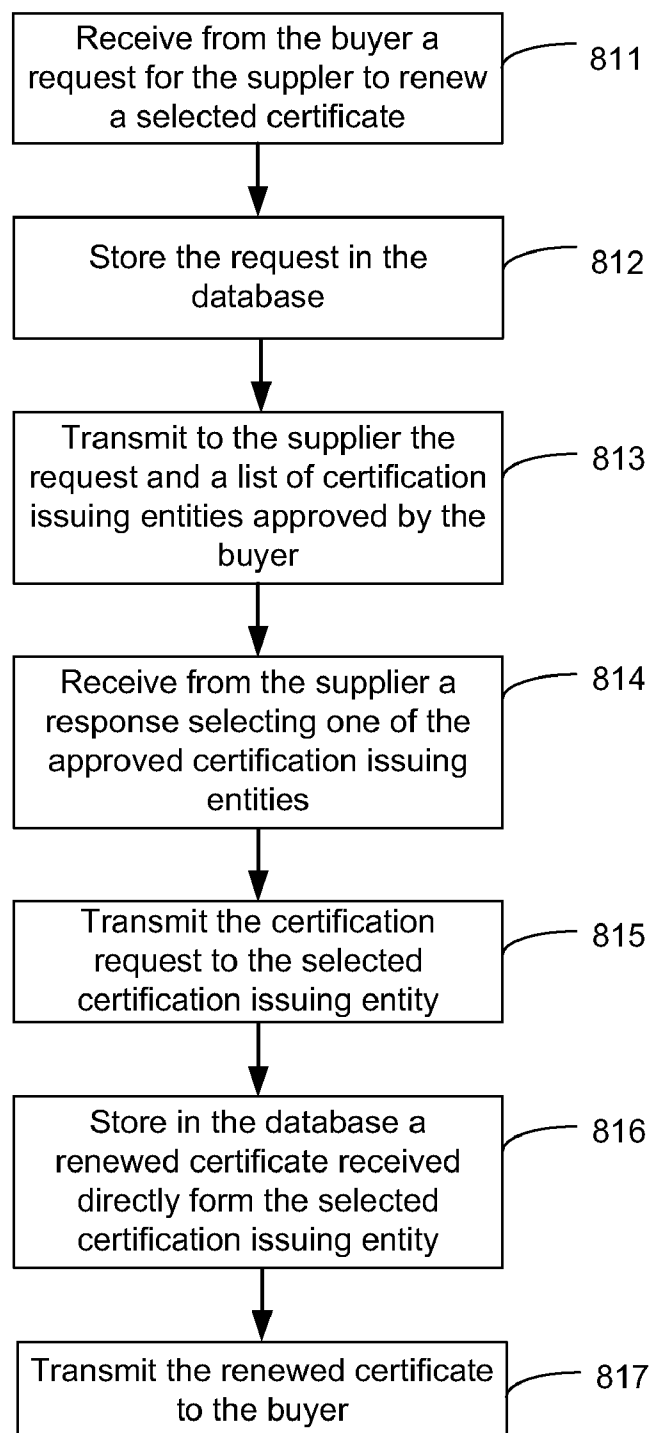 Receive from the buyer a
request for the suppler to renew
a selected certificate
811
Store the request in the
database
812
Transmit to the supplier the
request and a list of certification
issuing entities approved by the
buyer
813
Receive from the supplier a
response selecting one of the
approved certification issuing
entities
814
Transmit the certification
request to the selected
certification issuing entity
815
Store in the database a
renewed certificate received
directly form the selected
certification issuing entity
816
Transmit the renewed certificate
to the buyer
817